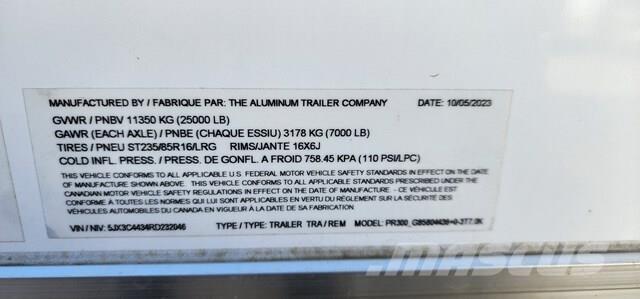 MANUFACTURED BY / FABRIQUE PAR: THE ALUMINUM TRAILER COMPANY DATE: 10/05/2023
GVWR / PNBV 11350 KG (25000 LB)
GAWR (EACH AXLE) / PNBE (CHAQUE ESSIU) 3178 KG (7000 LB)
TIRES / PNEU ST235/85R16/LRG RIMS/JANTE 16X6J
COLD INFL. PRESS. / PRESS. DE GONFL. A FROID 758.45 KPA (110 PSI/LPC)
THIS VEHICLE CONFORMS TO ALL APPLICABLE U.S. FEDERAL MOTOR VEHICLE SAFETY STANDARDS IN EFFECT ON THE
DATE OF MANUFACTURE SHOWN ABOVE. / THIS VEHICLE CONFORMS TO ALL APPLICABLE STANDARDS PRESCRIBED UNDER THE
CANADIAN MOTOR VEHICLE SAFETY REGULATIONS IN EFFECT ON THE DATE OF MANUFACTURE - CE VÉHICULE EST
CONFORME À TOUTES LES NORMES QUI LUI SONT APPLICABLES EN VERTU DU RÈGLEMENT SUR LA SÉCURITÉ DES
VÉHICULES AUTOMOBILES DU CANADA EN VIGUEUR À LA DATE DE SA FABRICATION.
VIN / NIV: 5JX3C4434RD232046 TYPE / TYPE: TRAILER TRA / REM MODEL:
MASCUS